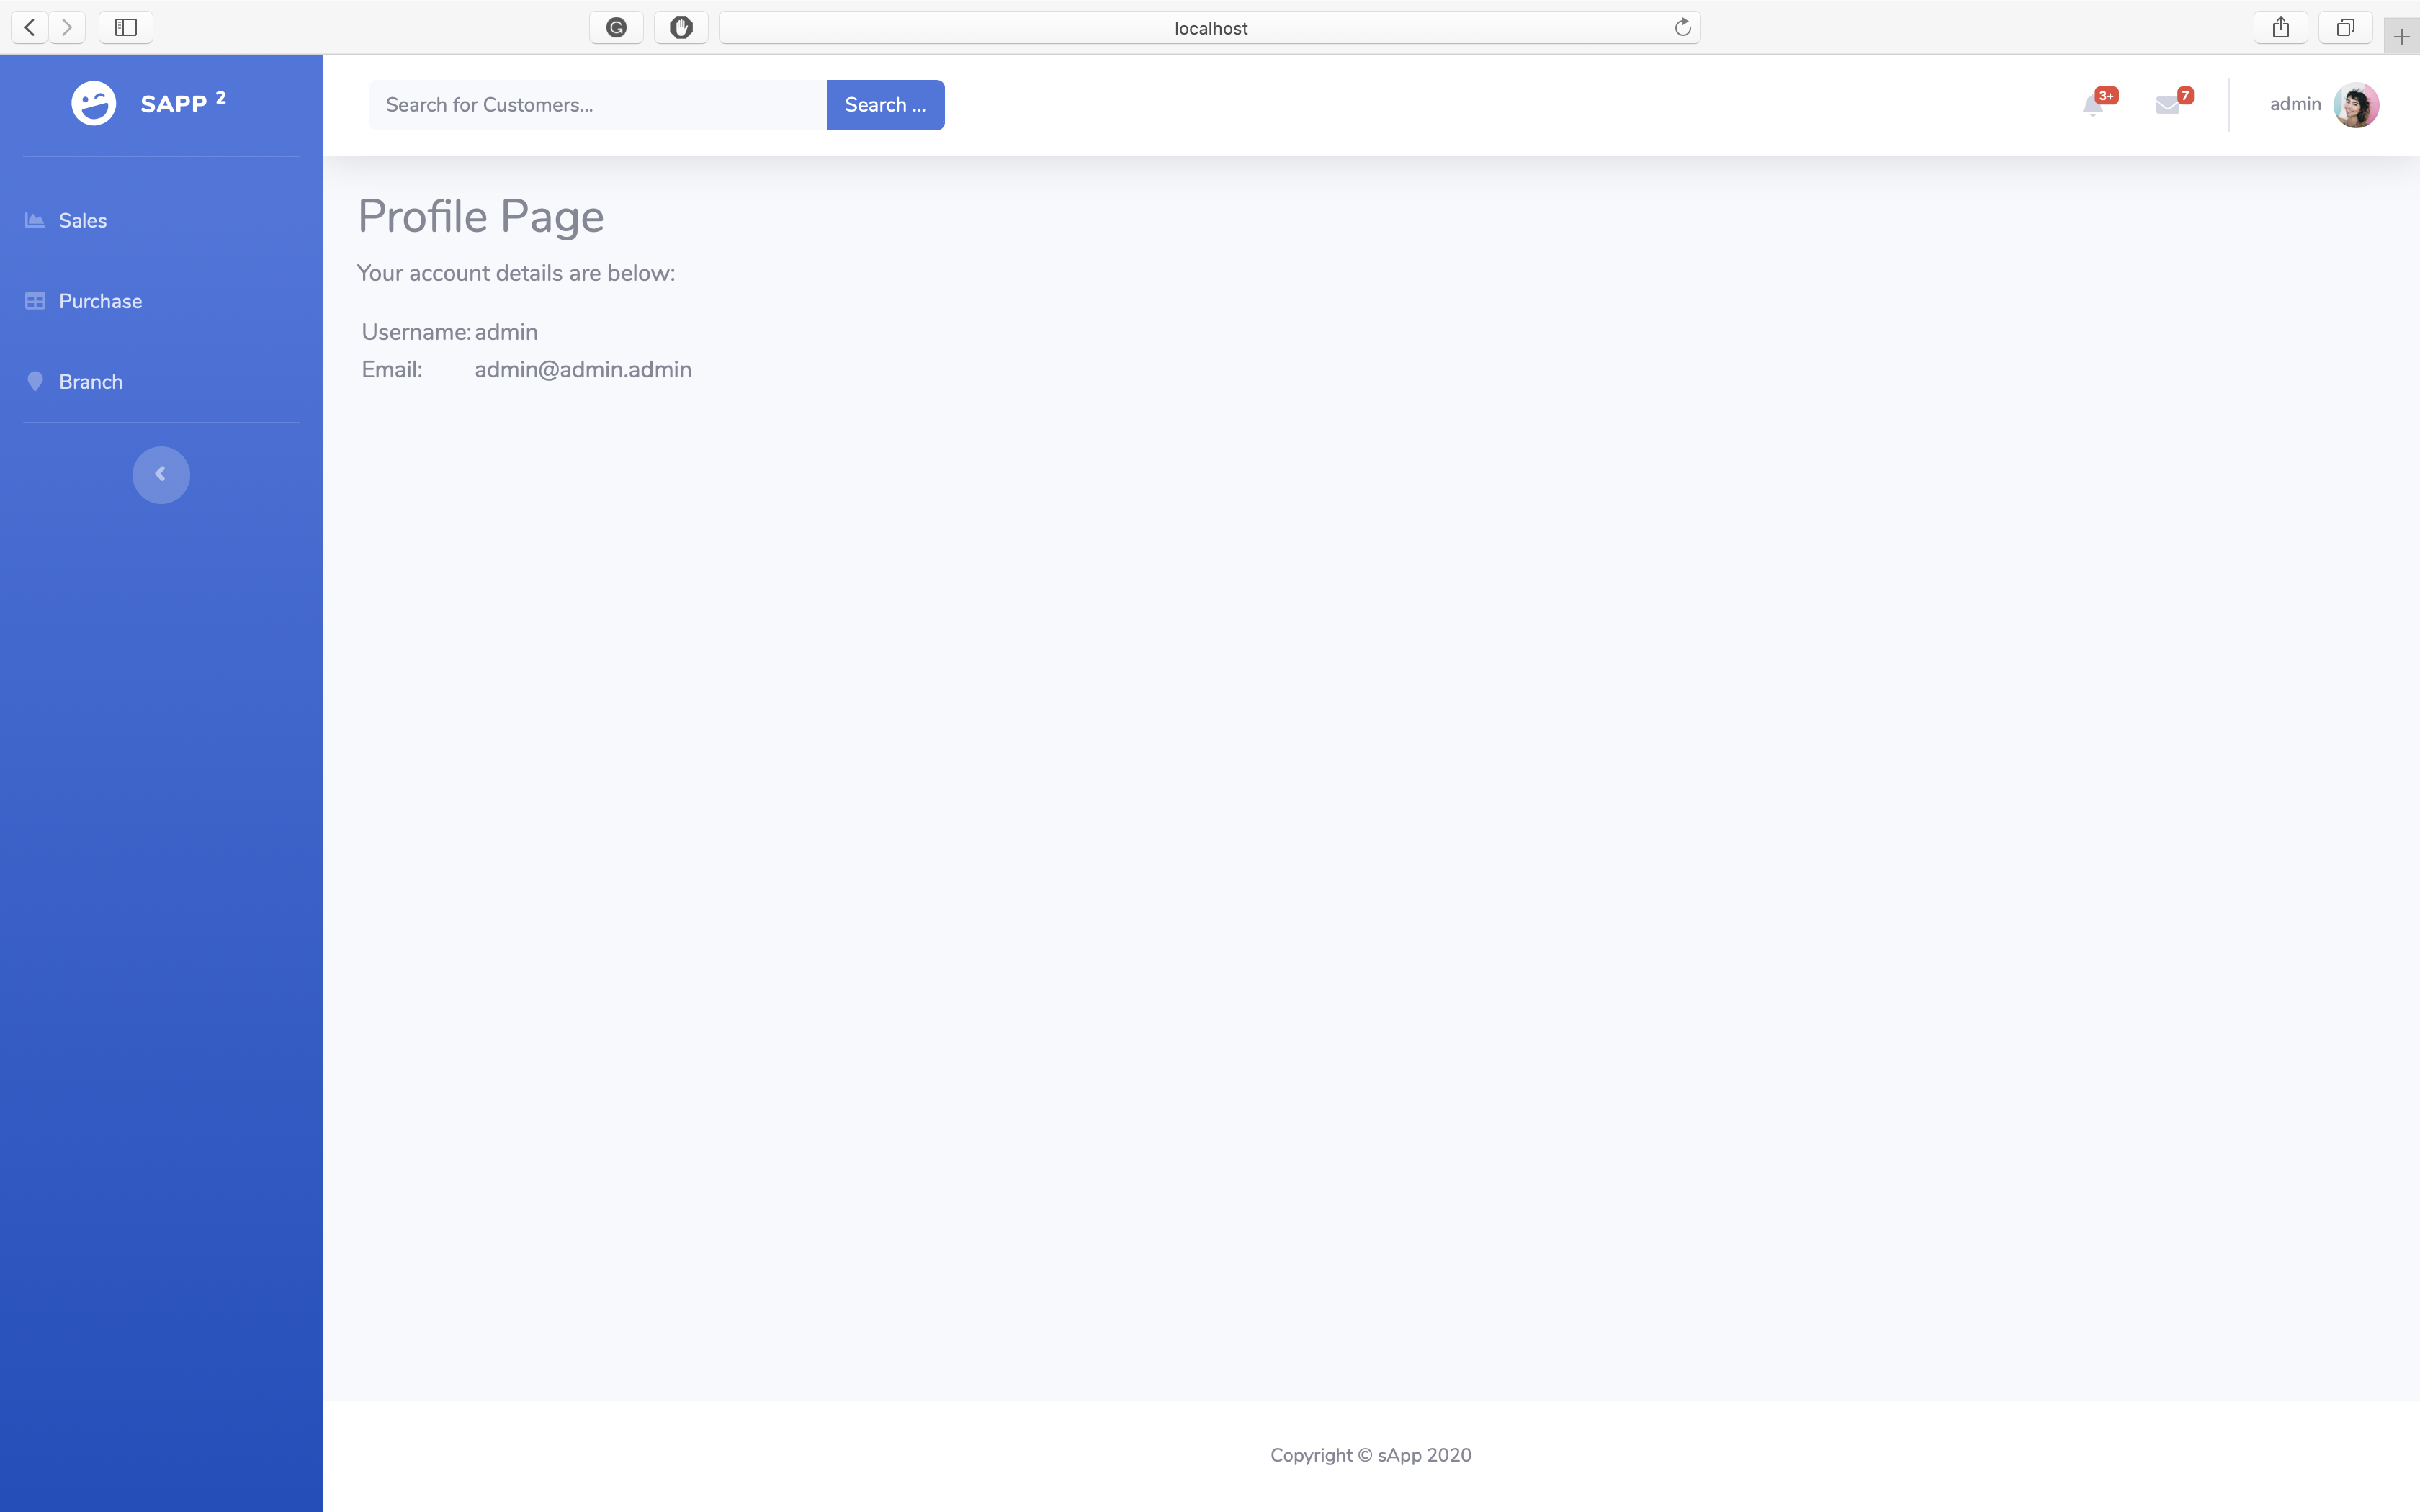 localhost
SAPP 2
Search for Customers...
Search ...
3+
7
admin
Sales
Purchase
Branch
Profile Page
Your account details are below:
Username: admin
Email: admin@admin.admin
Copyright © sApp 2020